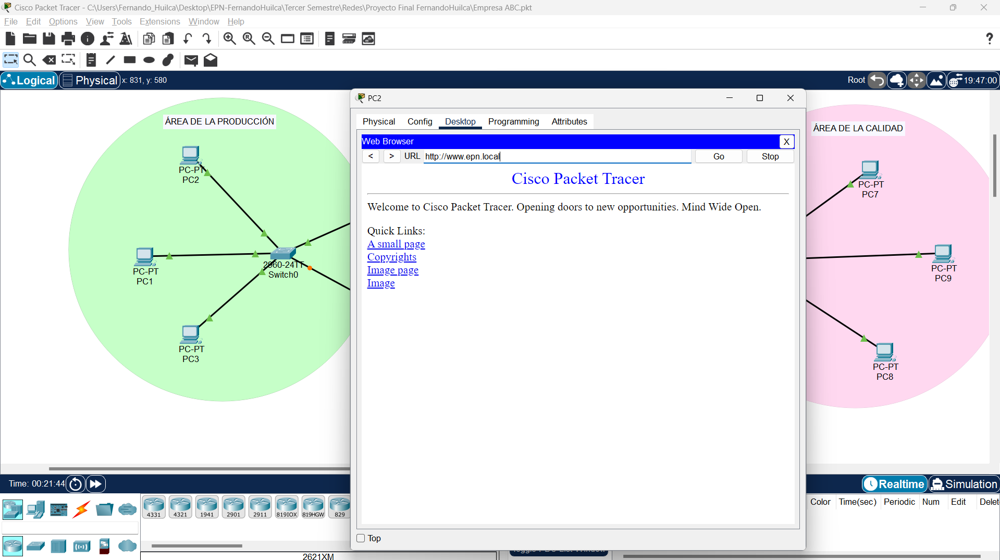 Cisco Packet Tracer - C:\Users\Fernando_Huilca\Desktop\EPN-FernandoHuilca\Tercer Semestre\Redes\Proyecto Final FernandoHuilca\Empresa ABC.pkt
File Edit Options View Tools Extensions Window Help
Logical Physical x: 831, y: 580 Root 19:47:00
PC2
Physical Config Desktop Programming Attributes
Web Browser X
< > URL http://www.epn.local Go Stop
Cisco Packet Tracer
Welcome to Cisco Packet Tracer. Opening doors to new opportunities. Mind Wide Open.
Quick Links:
A small page
Copyrights
Image page
Image
Top
ÁREA DE LA PRODUCCIÓN
PC-PT
PC2
PC-PT
PC1
2960-24TT
Switch0
PC-PT
PC3
ÁREA DE LA CALIDAD
PC-PT
PC7
PC-PT
PC9
PC-PT
PC8
Time: 00:21:44 Realtime Simulation
4331 4321 1941 2901 2911 819IOX 819HGW 829
Color Time(sec) Periodic Num Edit Delet
2621XM